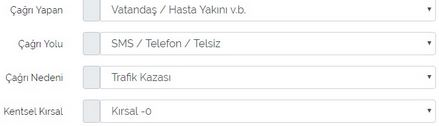 Çağrı Yapan Vatandaş / Hasta Yakını v.b.
Çağrı Yolu SMS / Telefon / Telsiz
Çağrı Nedeni Trafik Kazası
Kentsel Kırsal Kırsal -0